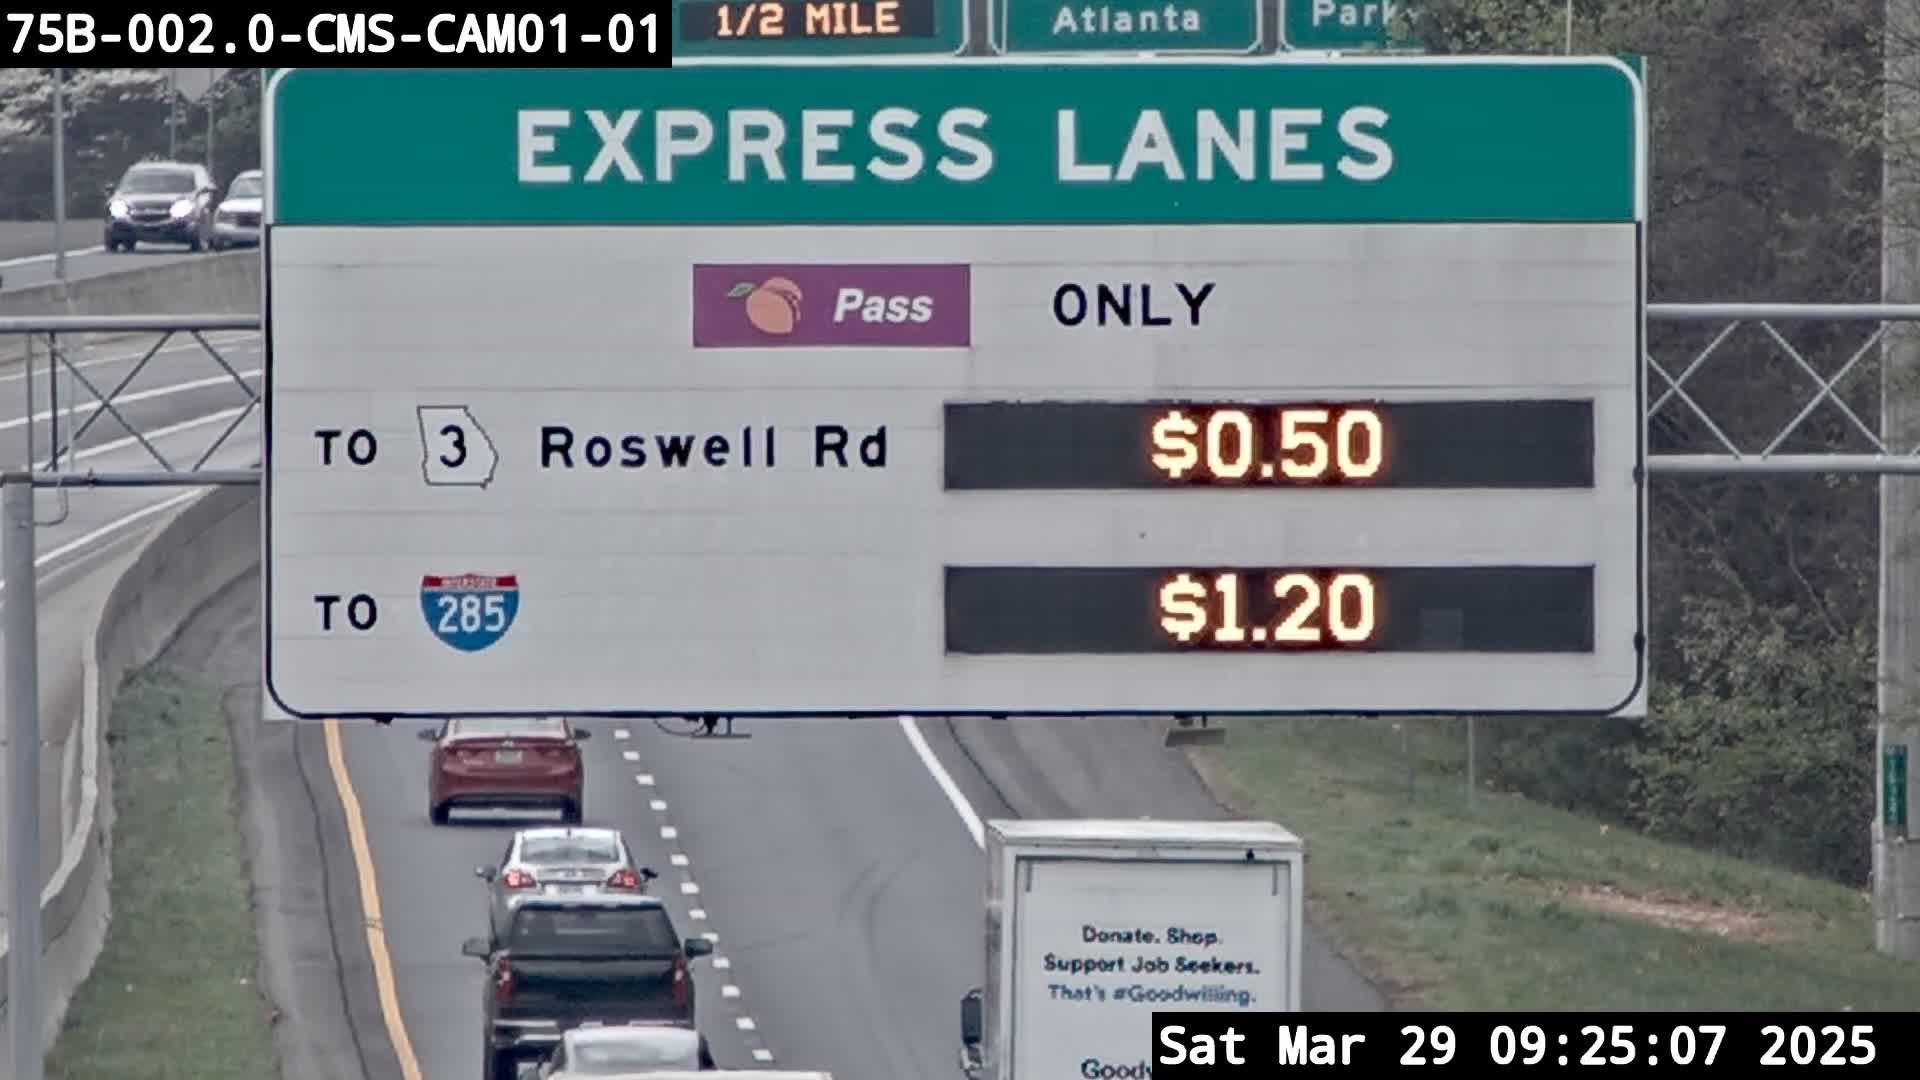 75B-002.0-CMS-CAM01-01
1/2 MILE
Atlanta
EXPRESS LANES
Pass ONLY
TO 3 Roswell Rd $0.50
TO INTERSTATE 285 $1.20
Donate. Shop.
Support Job Seekers.
That's #Goodwilling.
Sat Mar 29 09:25:07 2025